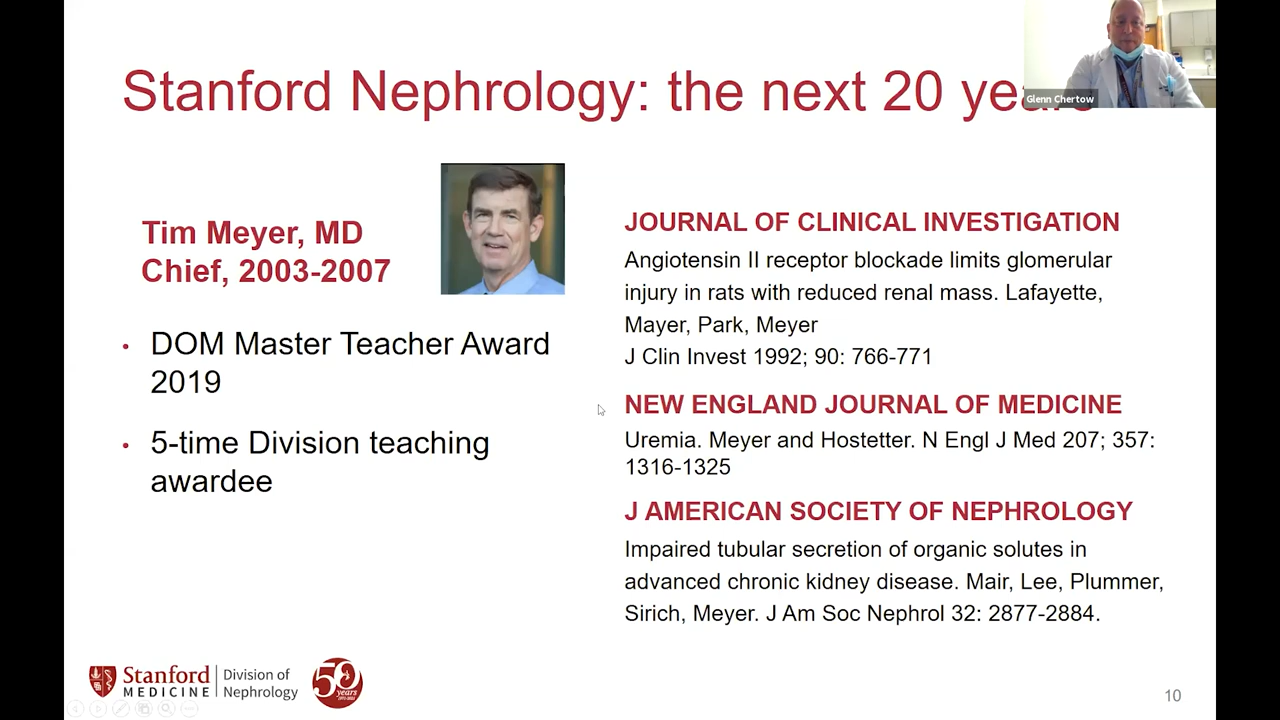 Stanford Nephrology: the next 20 years
Glenn Chertow
Tim Meyer, MD
Chief, 2003-2007
• DOM Master Teacher Award
2019
• 5-time Division teaching
awardee
JOURNAL OF CLINICAL INVESTIGATION
Angiotensin II receptor blockade limits glomerular
injury in rats with reduced renal mass. Lafayette,
Mayer, Park, Meyer
J Clin Invest 1992; 90: 766-771
NEW ENGLAND JOURNAL OF MEDICINE
Uremia. Meyer and Hostetter. N Engl J Med 207; 357:
1316-1325
J AMERICAN SOCIETY OF NEPHROLOGY
Impaired tubular secretion of organic solutes in
advanced chronic kidney disease. Mair, Lee, Plummer,
Sirich, Meyer. J Am Soc Nephrol 32: 2877-2884.
Stanford
MEDICINE
Division of
Nephrology
50
years
10